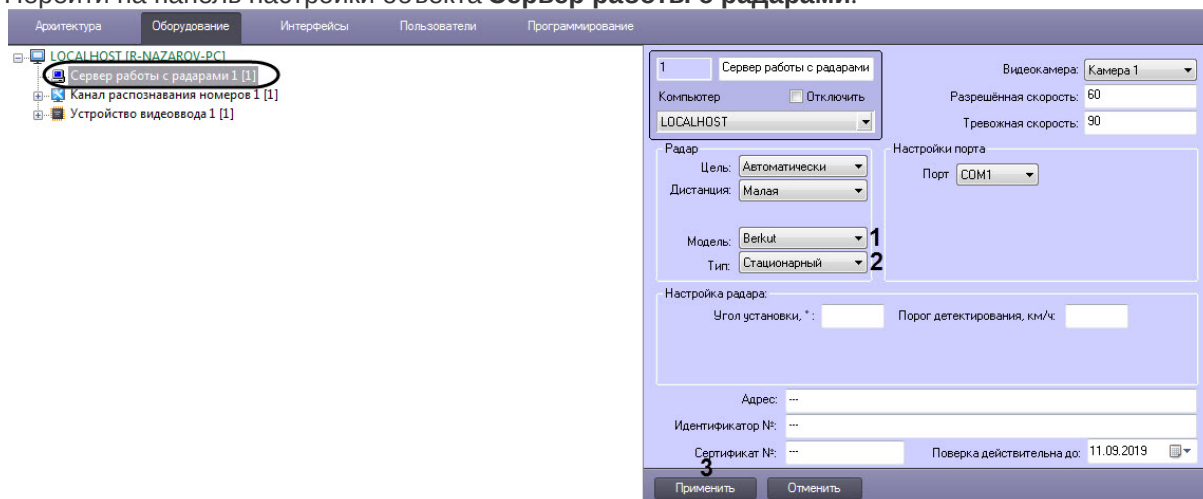 Перейти на панель настройки объекта Сервер работы с радарами.
Архитектура Оборудование Интерфейсы Пользователи Программирование
LOCALHOST [R-NAZAROV-PC]
Сервер работы с радарами 1 [1]
Канал распознавания номеров 1 [1]
Устройство видеоввода 1 [1]
1 Сервер работы с радарами
Компьютер Отключить
LOCALHOST
Видеокамера: Камера 1
Разрешённая скорость: 60
Тревожная скорость: 90
Радар
Цель: Автоматически
Дистанция: Малая
Модель: Berkut 1
Тип: Стационарный 2
Настройки порта
Порт COM1
Настройка радара:
Угол установки, ° : Порог детектирования, км/ч:
Адрес: ---
Идентификатор №: ---
Сертификат №: --- Поверка действительна до: 11.09.2019
3
Применить Отменить